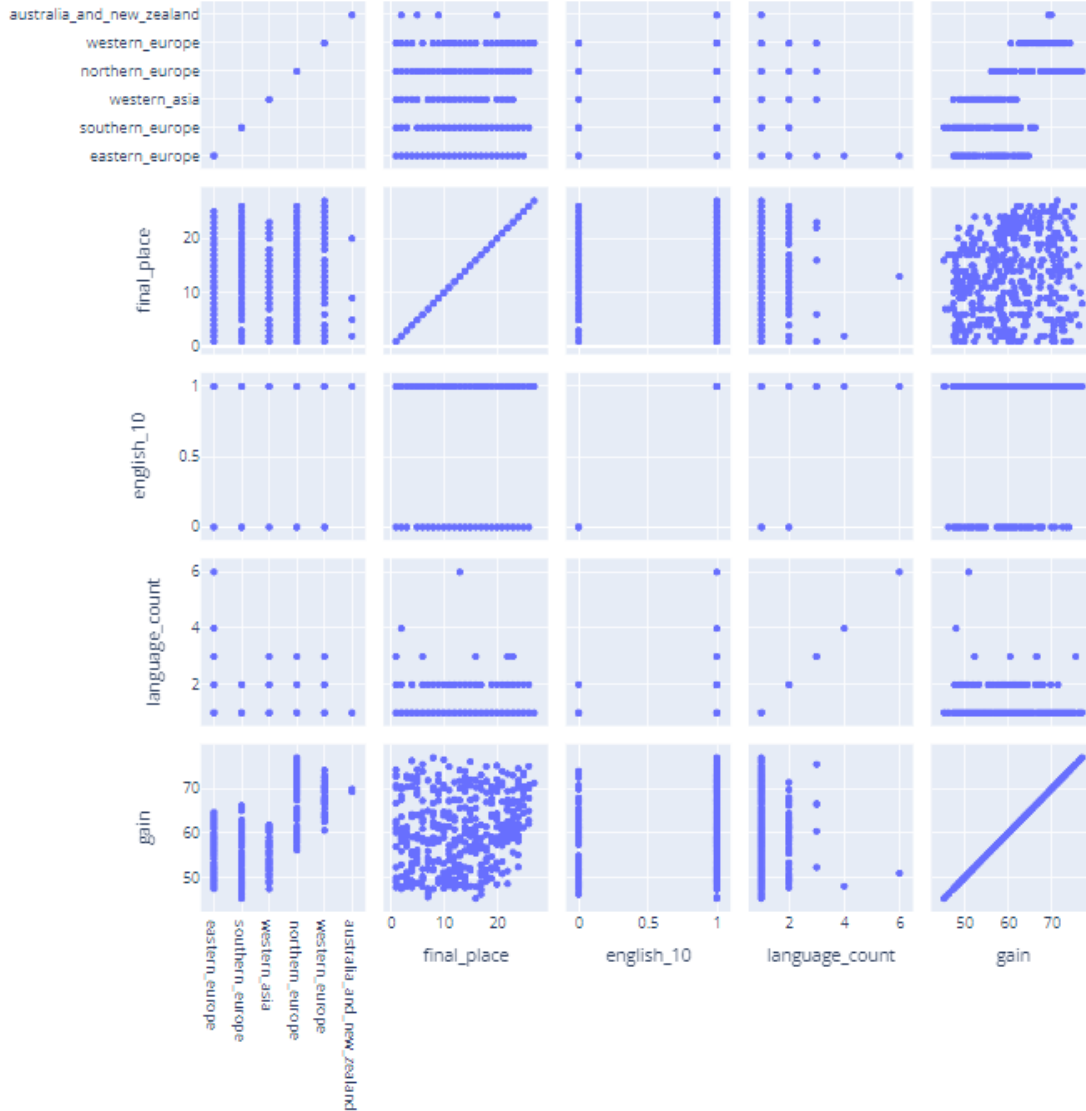 australia_and_new_zealand
western_europe
northern_europe
western_asia
southern_europe
eastern_europe
final_place
20
10
0
english_10
1
0.5
0
language_count
6
4
2
gain
70
60
50
eastern_europe
southern_europe
western_asia
northern_europe
western_europe
australia_and_new_zealand
0 10 20
final_place
0 0.5 1
english_10
2 4 6
language_count
50 60 70
gain